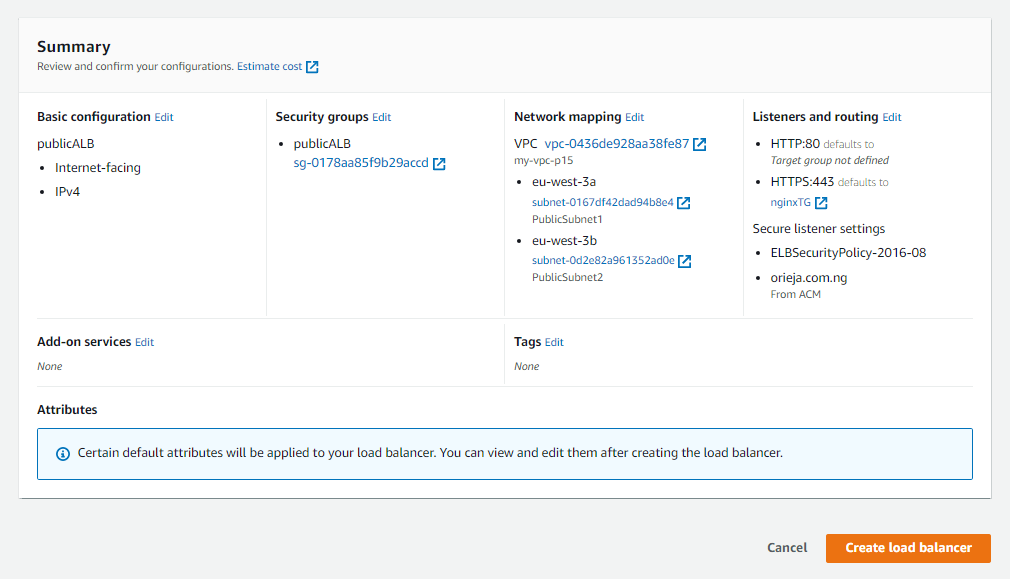 Summary
Review and confirm your configurations. Estimate cost
Basic configuration Edit
publicALB
Internet-facing
IPv4
Security groups Edit
publicALB
sg-0178aa85f9b29accd
Network mapping Edit
VPC vpc-0436de928aa38fe87
my-vpc-p15
eu-west-3a
subnet-0167df42dad94b8e4
PublicSubnet1
eu-west-3b
subnet-0d2e82a961352ad0e
PublicSubnet2
Listeners and routing Edit
HTTP:80 defaults to
Target group not defined
HTTPS:443 defaults to
nginxTG
Secure listener settings
ELBSecurityPolicy-2016-08
orieja.com.ng
From ACM
Add-on services Edit
None
Tags Edit
None
Attributes
Certain default attributes will be applied to your load balancer. You can view and edit them after creating the load balancer.
Cancel
Create load balancer